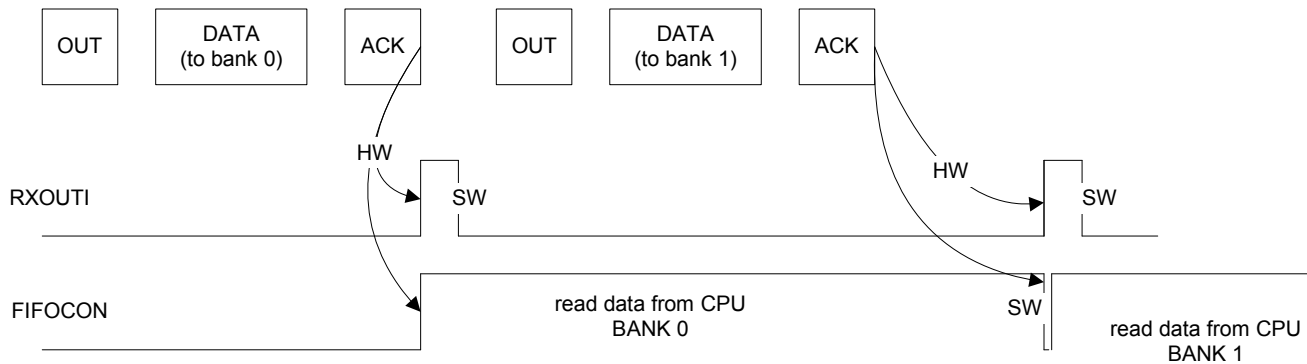 OUT
DATA
(to bank 0)
ACK
OUT
DATA
(to bank 1)
ACK
HW
HW
RXOUTI
SW
SW
FIFOCON
read data from CPU
BANK 0
SW
read data from CPU
BANK 1